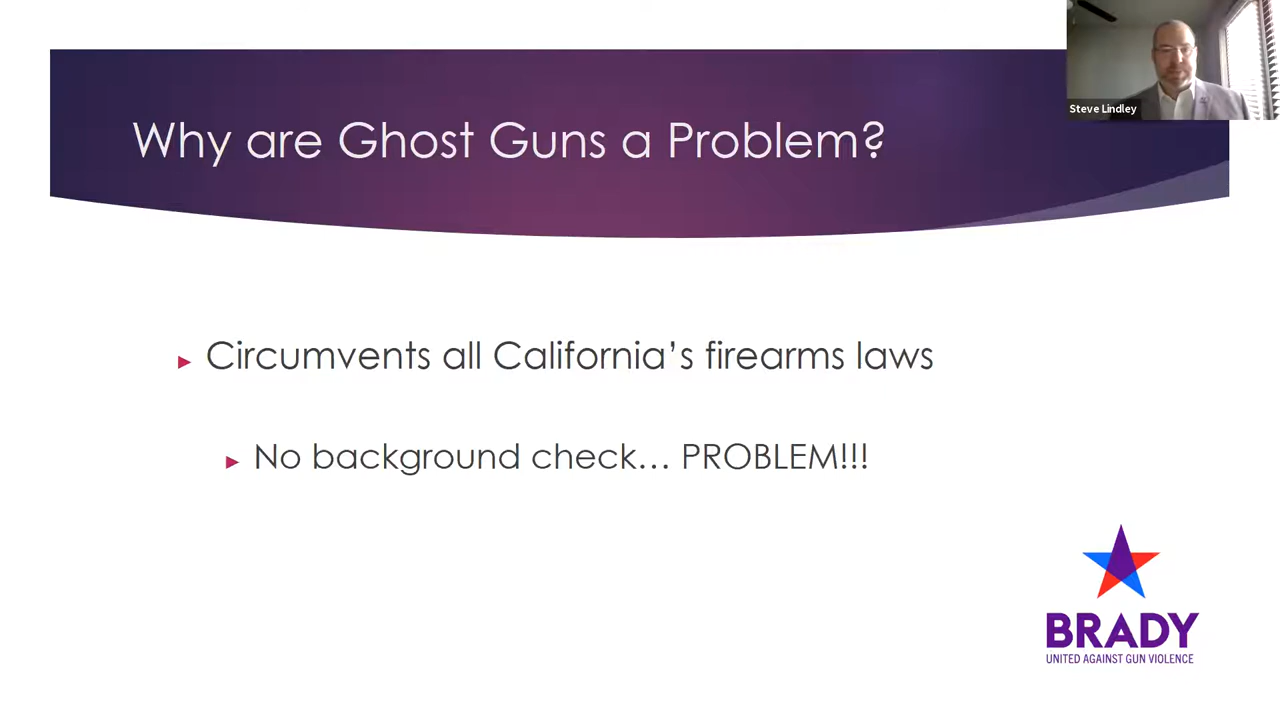 Steve Lindley
Why are Ghost Guns a Problem?
► Circumvents all California's firearms laws
► No background check... PROBLEM!!!
BRADY
UNITED AGAINST GUN VIOLENCE